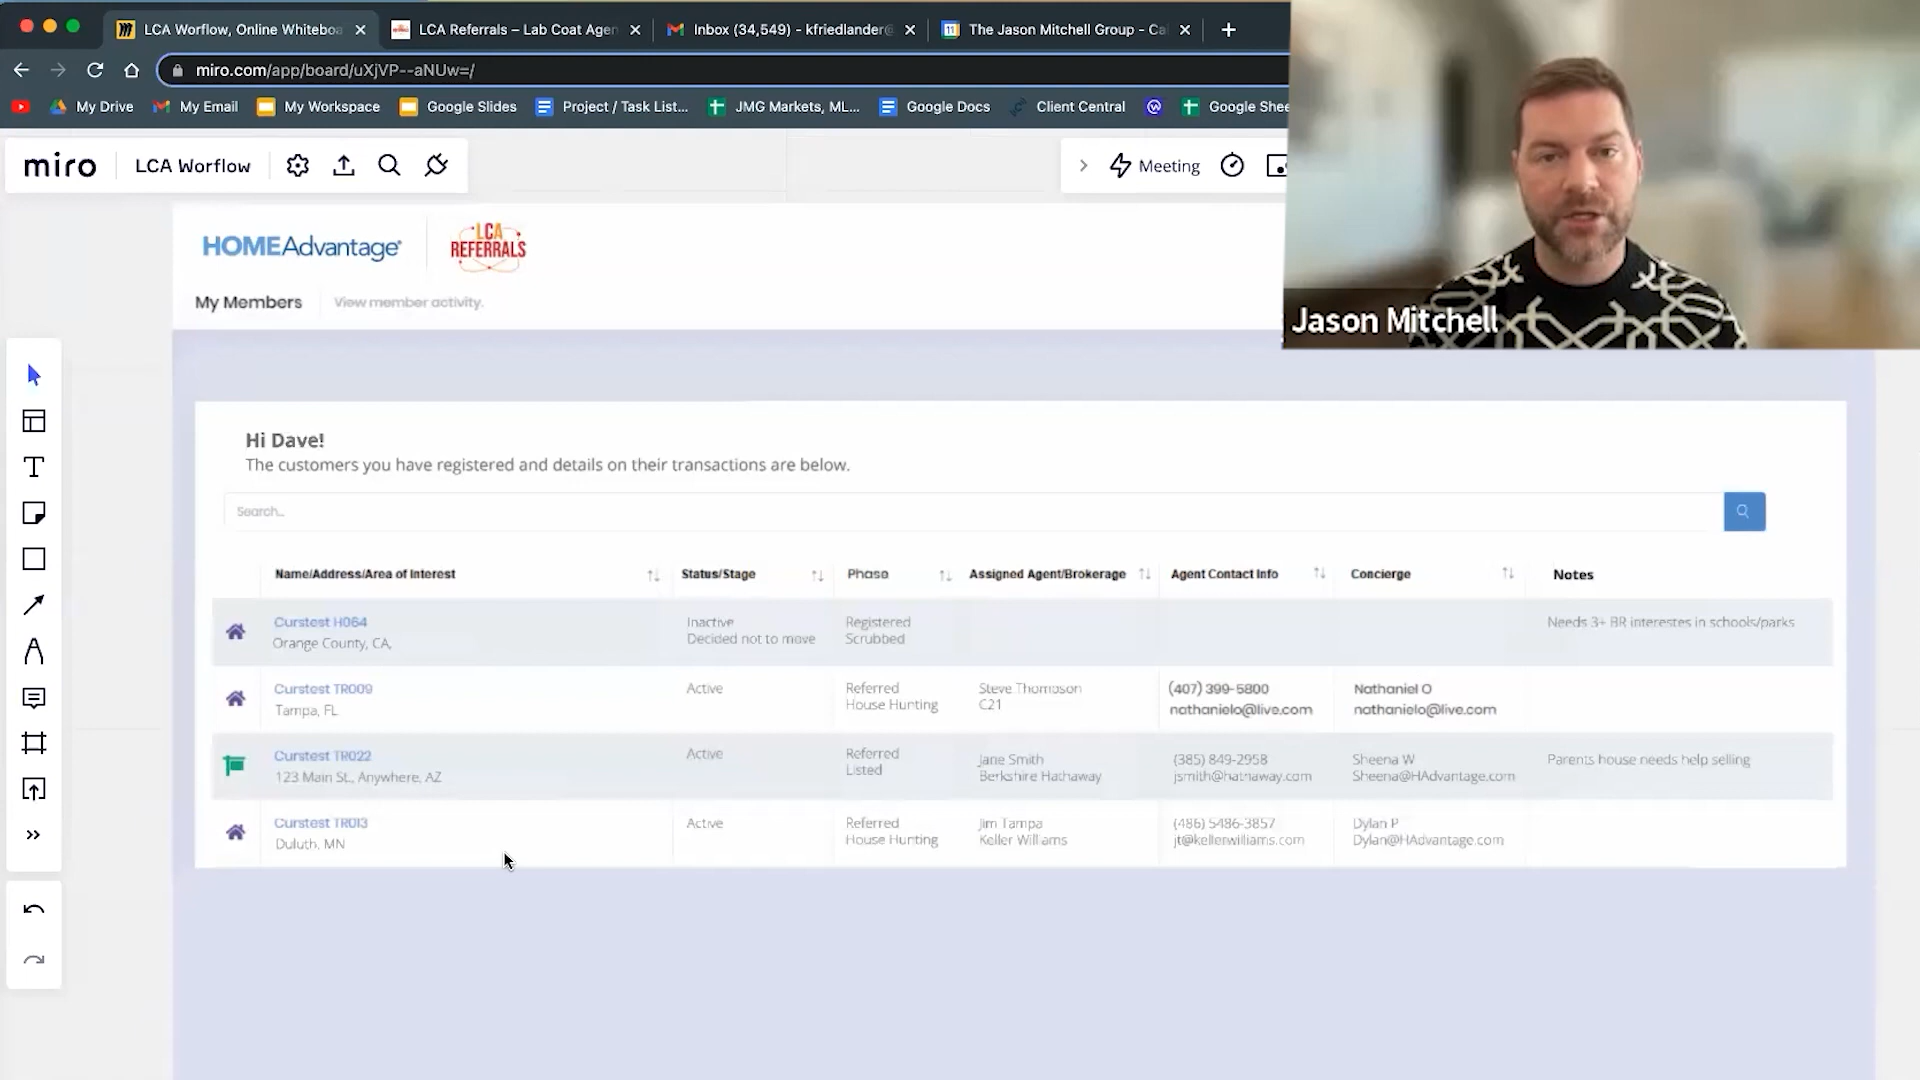 LCA Worflow, Online Whiteboa
LCA Referrals – Lab Coat Agen
Inbox (34,549) - kfriedlander@
The Jason Mitchell Group - Ca
miro.com/app/board/uXjVP--aNUw=/
My Drive
My Email
My Workspace
Google Slides
Project / Task List...
JMG Markets, ML...
Google Docs
Client Central
Google Shee
miro
LCA Worflow
Meeting
HOMEAdvantage
LCA
REFERRALS
My Members
View member activity.
Jason Mitchell
Hi Dave!
The customers you have registered and details on their transactions are below.
Search...
Name/Address/Area of Interest Status/Stage Phase Assigned Agent/Brokerage Agent Contact Info Concierge Notes
Curstest H064 Inactive Registered Needs 3+ BR interestes in schools/parks
Orange County, CA, Decided not to move Scrubbed
Curstest TR009 Active Referred Steve Thompson (407) 399-5800 Nathaniel O
Tampa, FL House Hunting C21 nathanielo@live.com nathanielo@live.com
Curstest TR022 Active Referred Jane Smith (385) 849-2958 Sheena W Parents house needs help selling
123 Main St., Anywhere, AZ Listed Berkshire Hathaway jsmith@hathaway.com Sheena@HAdvantage.com
Curstest TR013 Active Referred Jim Tampa (486) 5486-3857 Dylan P
Duluth, MN House Hunting Keller Williams jt@kellerwilliams.com Dylan@HAdvantage.com